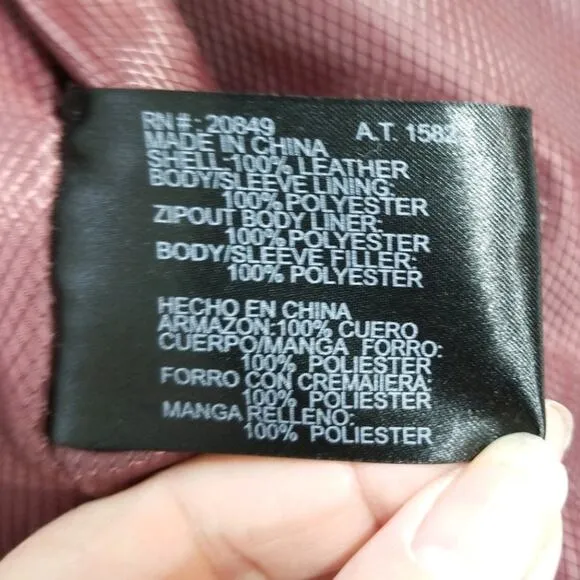 RN#: 20849 A.T. 1582
MADE IN CHINA
SHELL:100% LEATHER
BODY/SLEEVE LINING:
100% POLYESTER
ZIPOUT BODY LINER:
100% POLYESTER
BODY/SLEEVE FILLER:
100% POLYESTER
HECHO EN CHINA
ARMAZON:100% CUERO
CUERPO/MANGA FORRO:
100% POLIESTER
FORRO CON CREMAIIERA:
100% POLIESTER
MANGA RELLENO:
100% POLIESTER